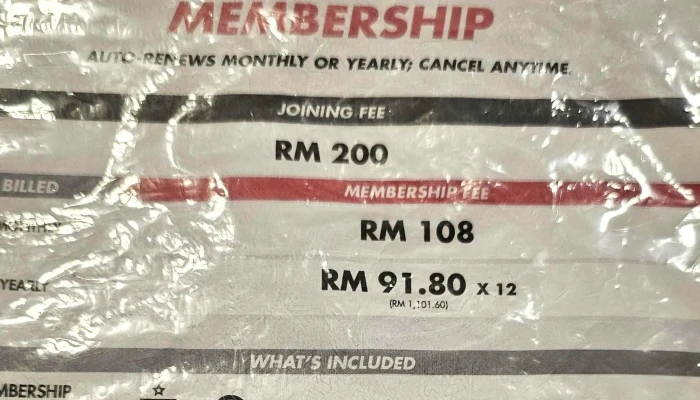 MEMBERSHIP
AUTO-RENEWS MONTHLY OR YEARLY; CANCEL ANYTIME.
JOINING FEE
RM 200
BILLED
MEMBERSHIP FEE
MONTHLY
RM 108
YEARLY
RM 91.80 X 12
(RM 1,101.60)
WHAT'S INCLUDED
MBERSHIP